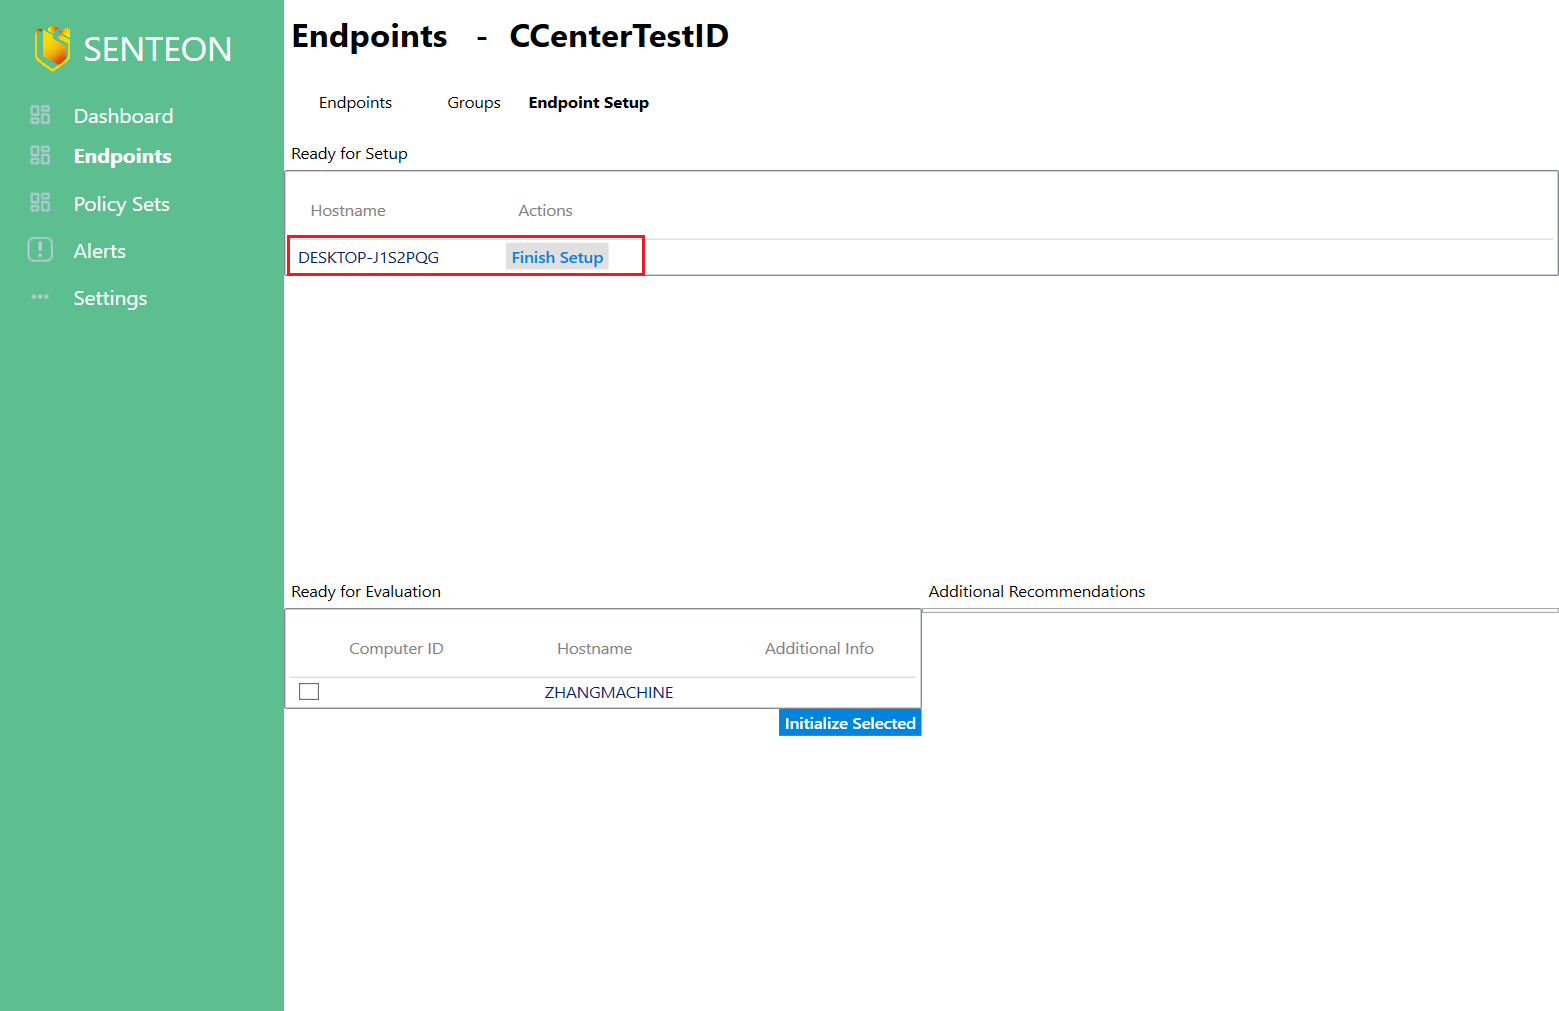 SENTEON
Dashboard
Endpoints
Policy Sets
Alerts
Settings
Endpoints - CCenterTestID
Endpoints Groups Endpoint Setup
Ready for Setup
Hostname Actions
DESKTOP-J1S2PQG Finish Setup
Ready for Evaluation
Computer ID Hostname Additional Info
ZHANGMACHINE
Initialize Selected
Additional Recommendations